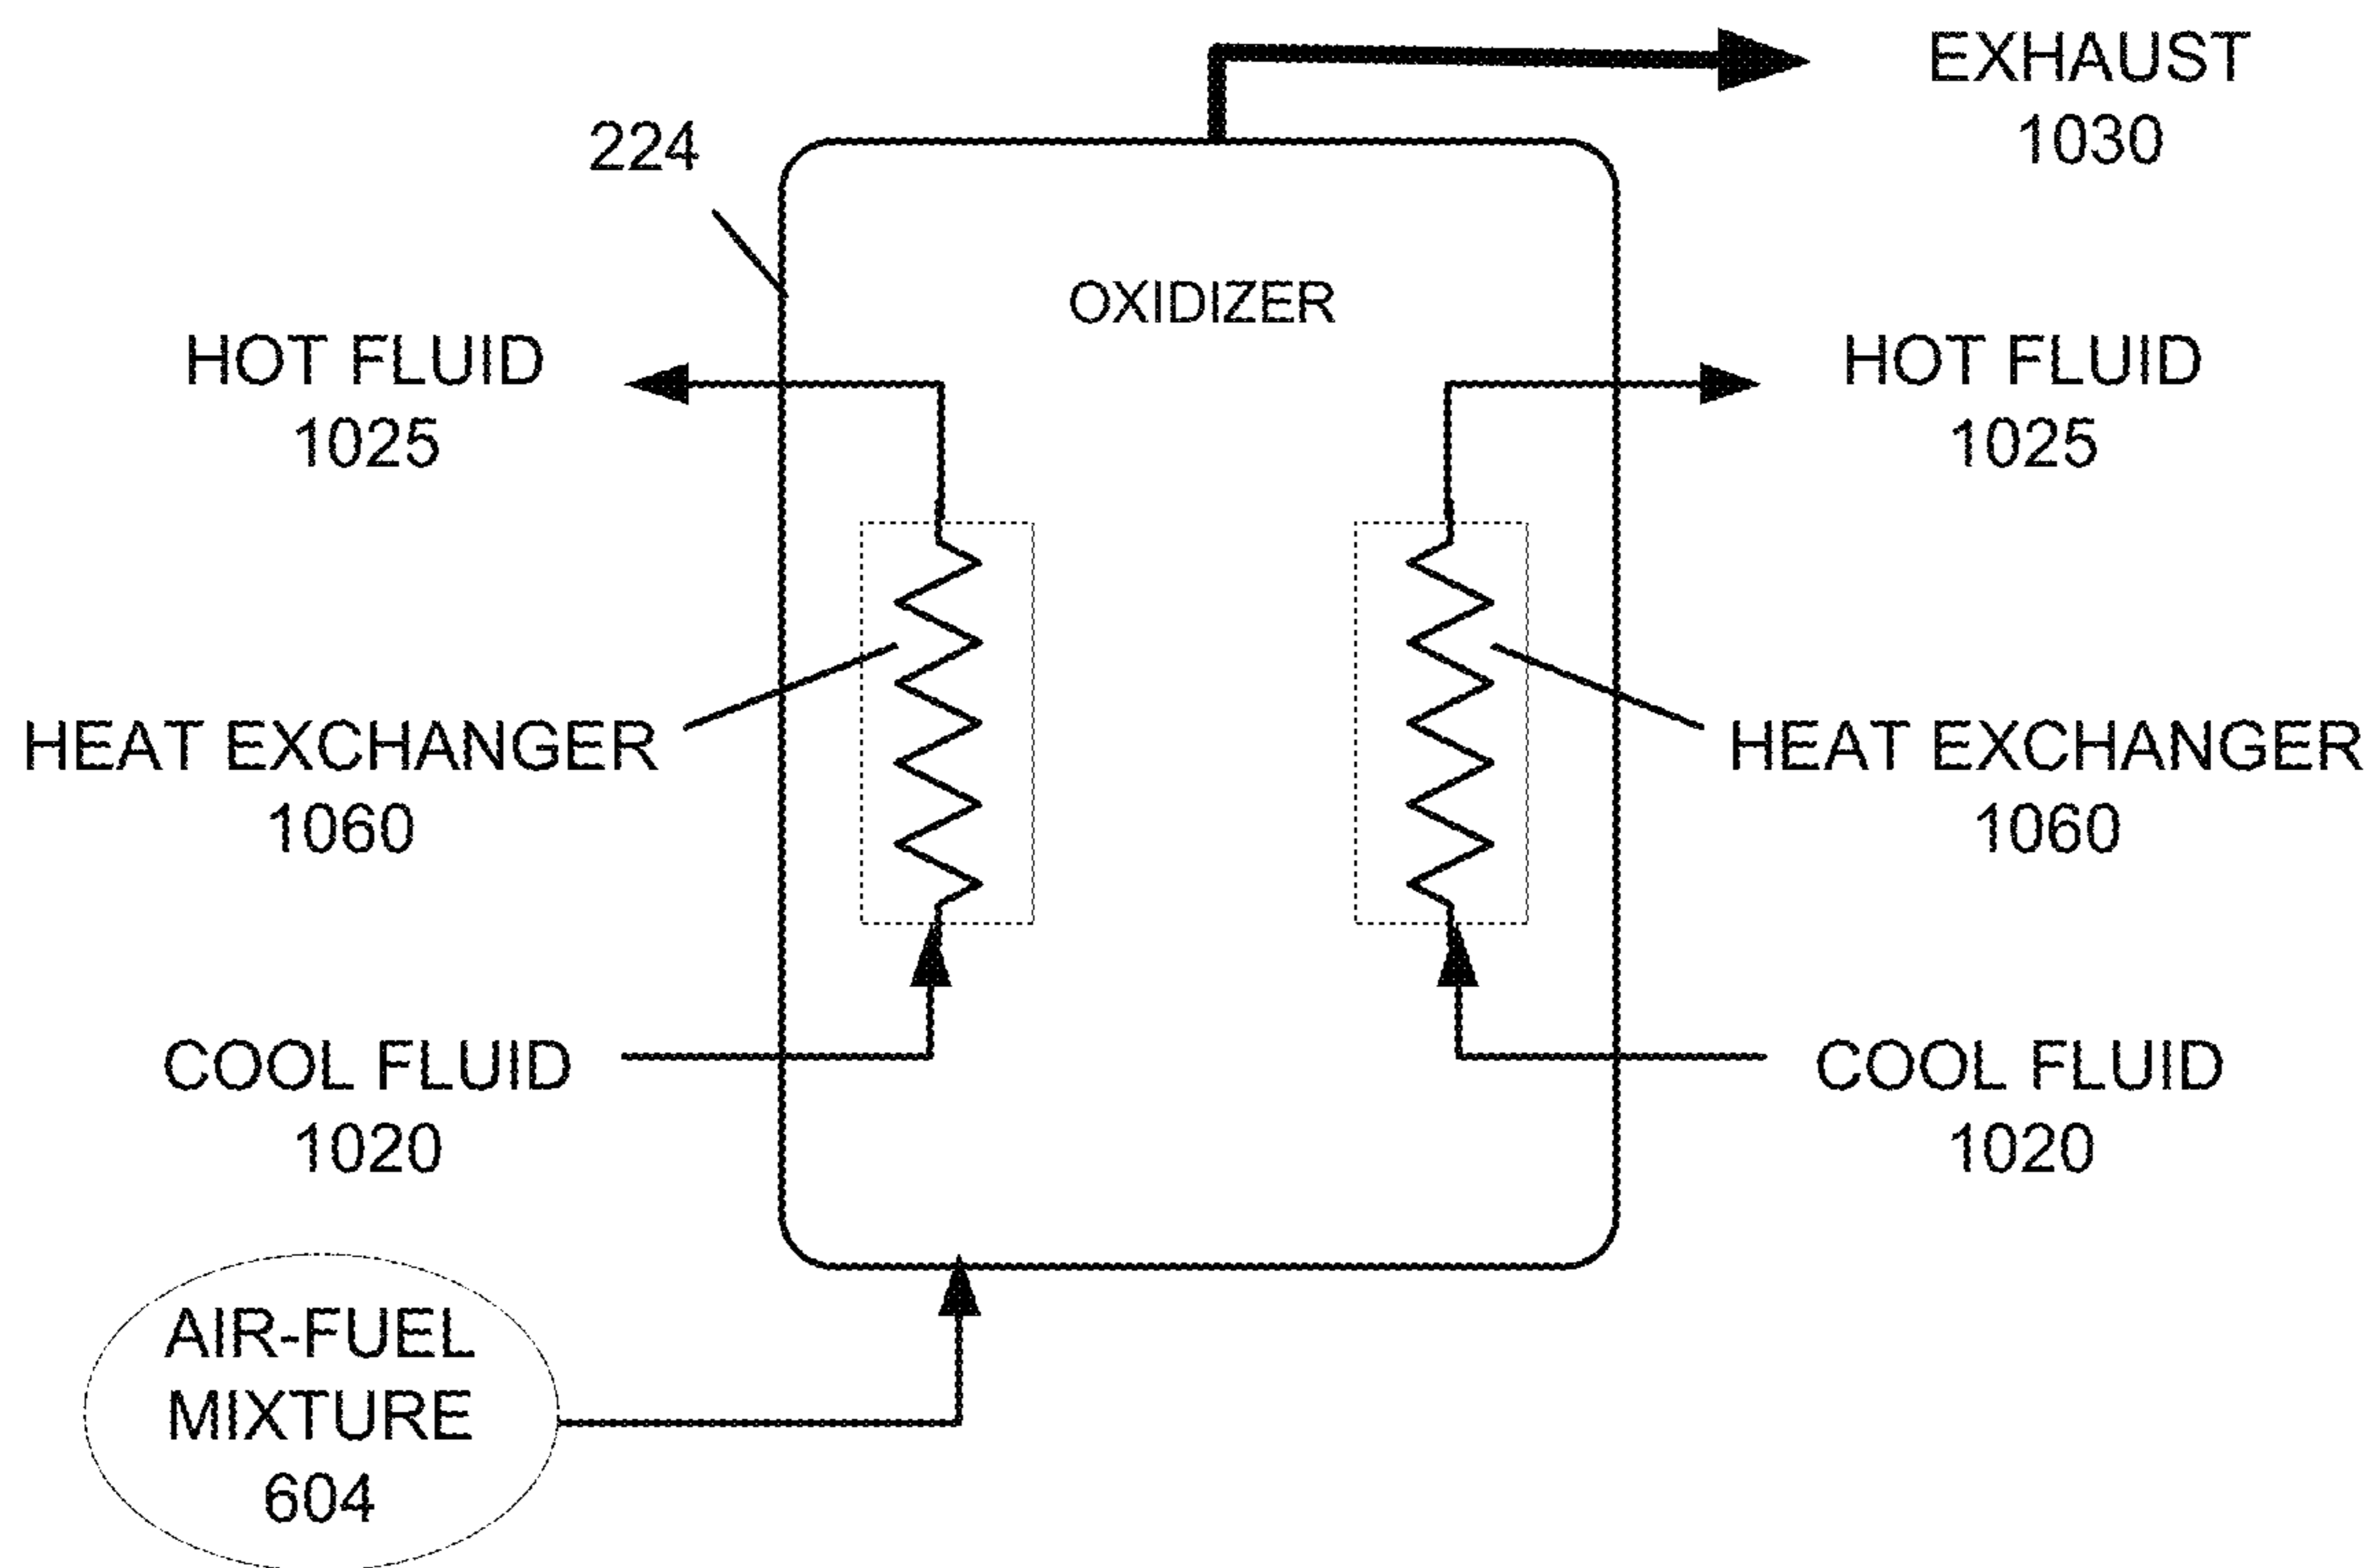 EXHAUST
1030
224
OXIDIZER
HOT FLUID
1025
HOT FLUID
1025
HEAT EXCHANGER
1060
HEAT EXCHANGER
1060
COOL FLUID
1020
COOL FLUID
1020
AIR-FUEL
MIXTURE
604